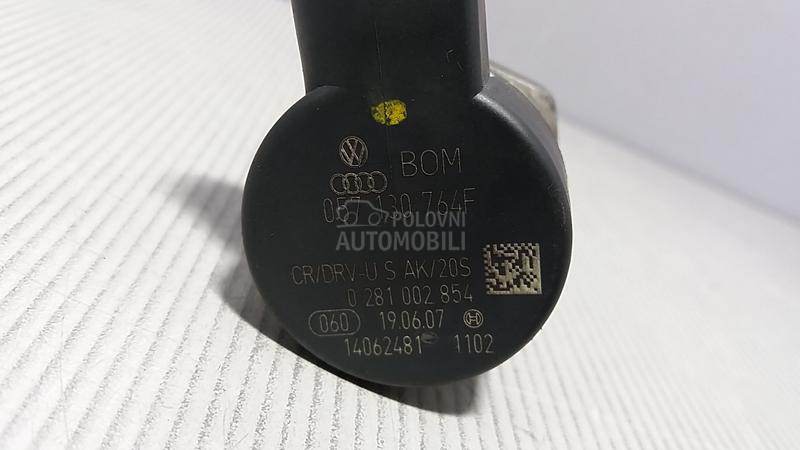 BOM
057 130 764F
POLOVNI
AUTOMOBILI
CR/DRV-U S AK/20S
0 281 002 854
060 19.06.07
14062481 1102